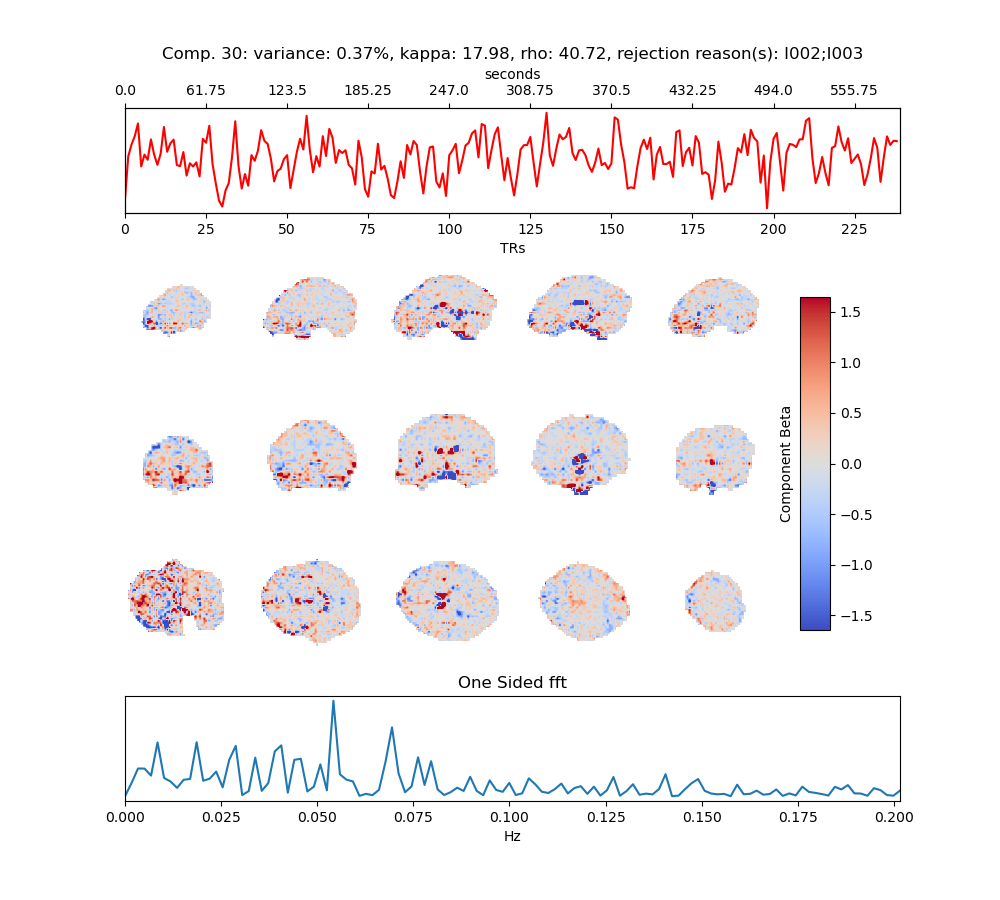 Comp. 30: variance: 0.37%, kappa: 17.98, rho: 40.72, rejection reason(s): I002;I003
seconds
0.0 61.75 123.5 185.25 247.0 308.75 370.5 432.25 494.0 555.75
0 25 50 75 100 125 150 175 200 225
TRs
1.5
1.0
0.5
0.0
−0.5
−1.0
−1.5
Component Beta
One Sided fft
0.000 0.025 0.050 0.075 0.100 0.125 0.150 0.175 0.200
Hz